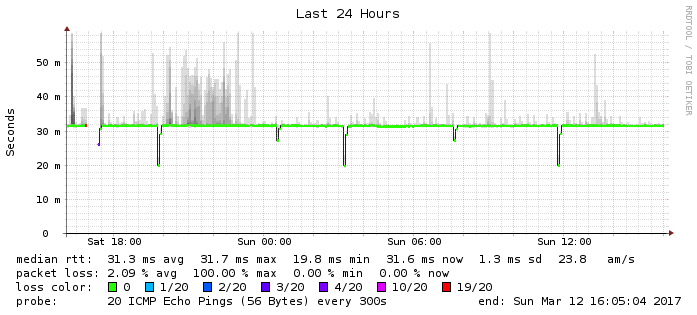 Last 24 Hours
RRDTOOL / TOBI OETIKER
Seconds
50 m
40 m
30 m
20 m
10 m
0
Sat 18:00 Sun 00:00 Sun 06:00 Sun 12:00
median rtt: 31.3 ms avg 31.7 ms max 19.8 ms min 31.6 ms now 1.3 ms sd 23.8 am/s
packet loss: 2.09 % avg 100.00 % max 0.00 % min 0.00 % now
loss color: 0 1/20 2/20 3/20 4/20 10/20 19/20
probe: 20 ICMP Echo Pings (56 Bytes) every 300s end: Sun Mar 12 16:05:04 2017